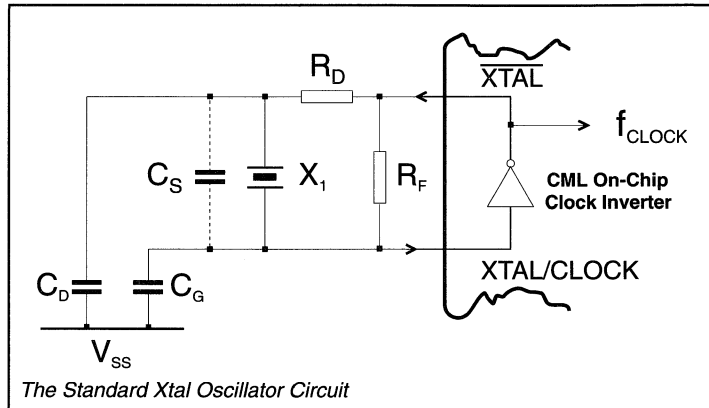 XTAL
R_D
f_CLOCK
C_S
X_1
R_F
CML On-Chip
Clock Inverter
XTAL/CLOCK
C_D
C_G
V_SS
The Standard Xtal Oscillator Circuit